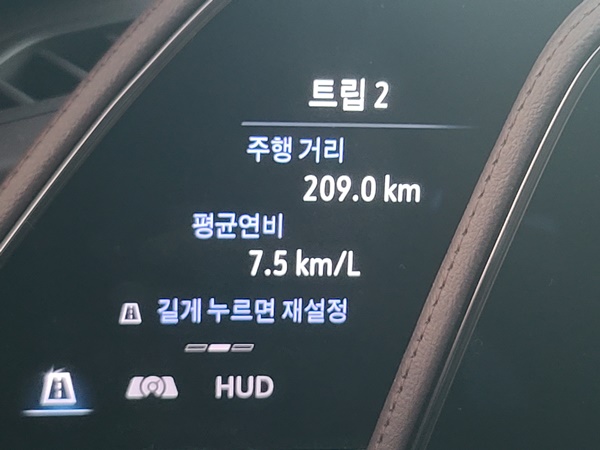 트립 2
주행 거리
209.0 km
평균연비
7.5 km/L
길게 누르면 재설정
HUD